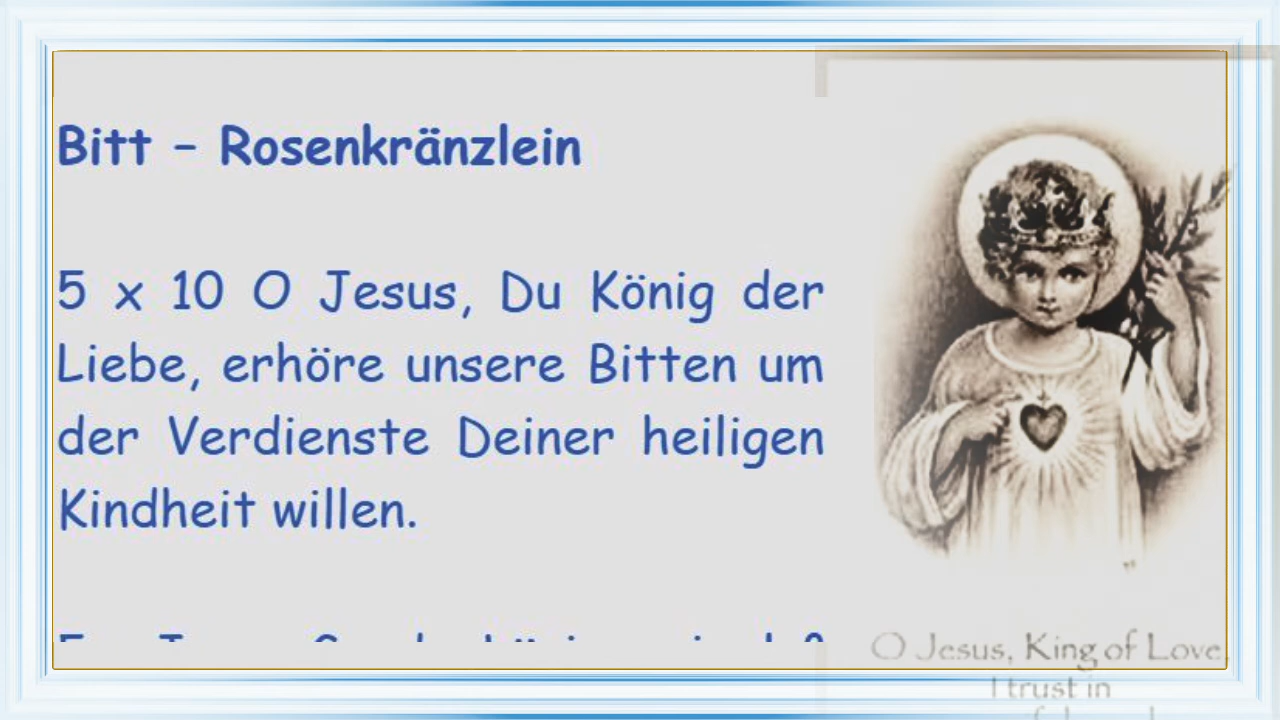 Bitt – Rosenkränzlein
5 x 10 O Jesus, Du König der
Liebe, erhöre unsere Bitten um
der Verdienste Deiner heiligen
Kindheit willen.
O Jesus, King of Love,
I trust in